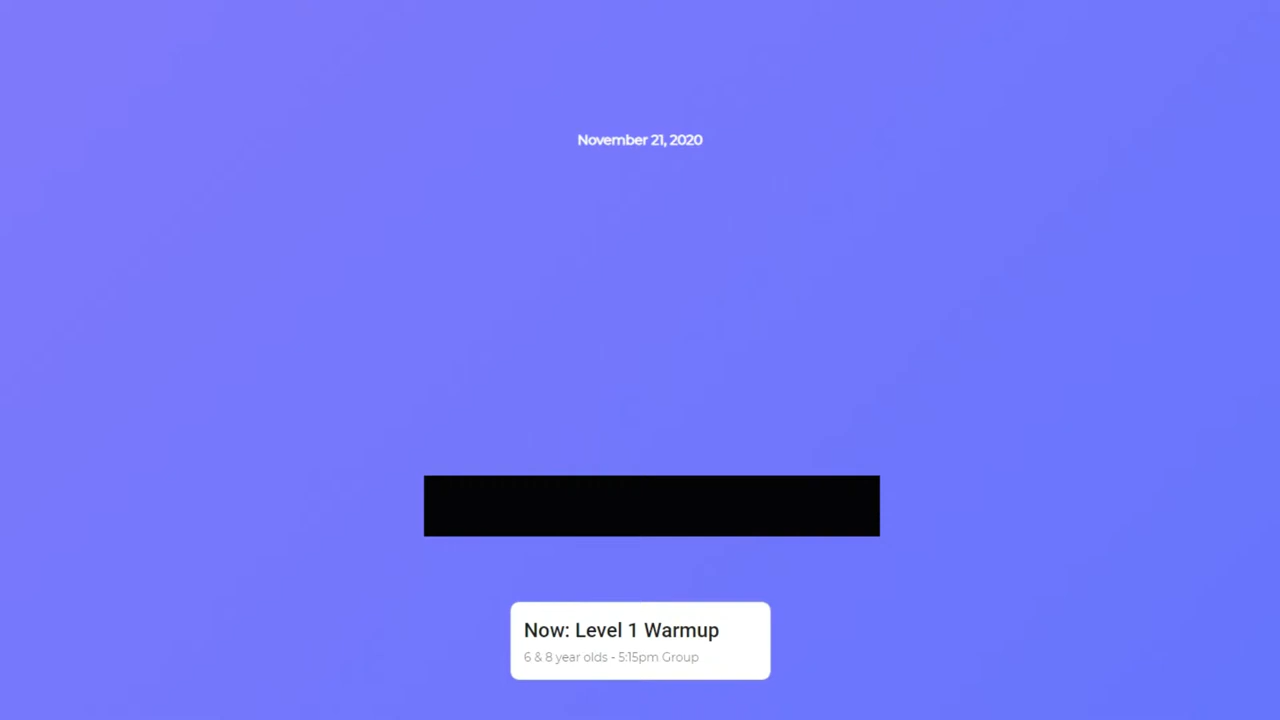 November 21, 2020
Now: Level 1 Warmup
6 & 8 year olds - 5:15pm Group